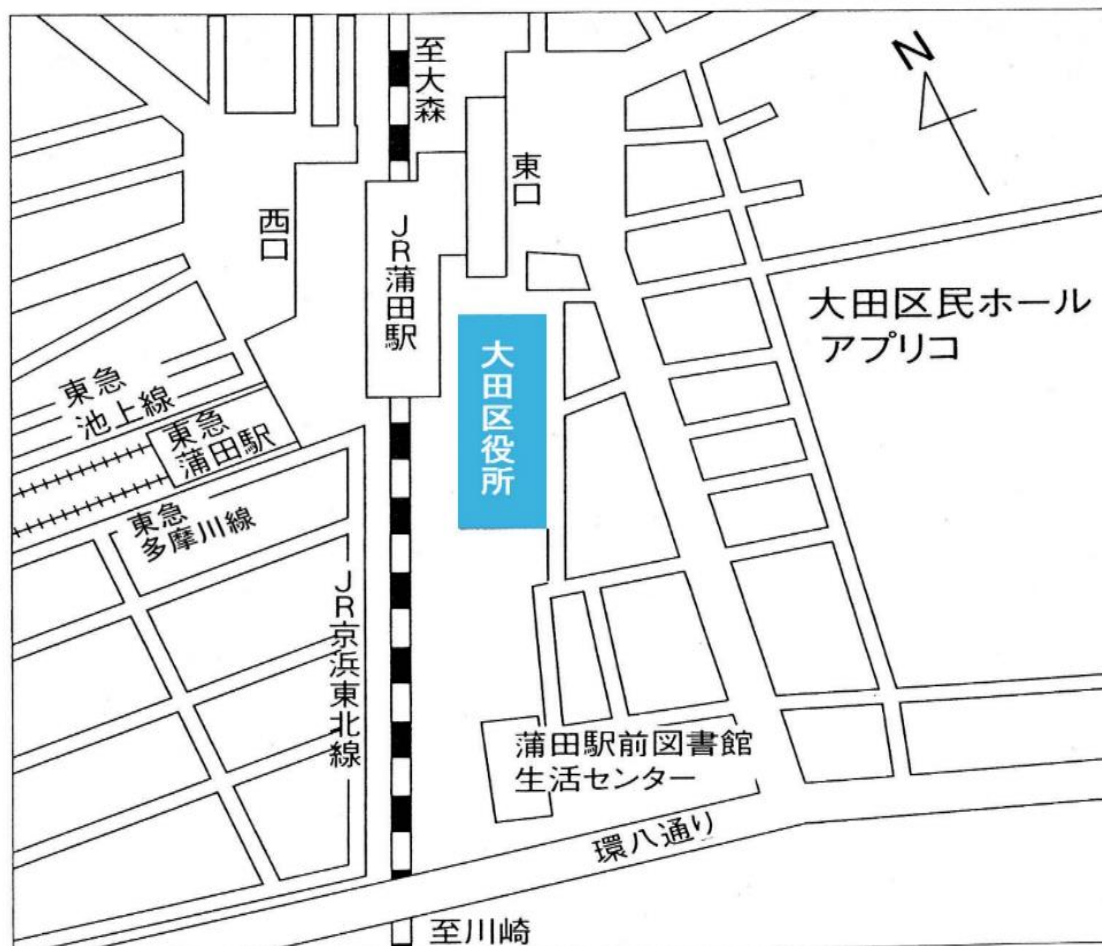 至大森
N
東口
西口
JR蒲田駅
大田区民ホール
アプリコ
大田区役所
東急
池上線
東急
蒲田駅
東急
多摩川線
JR京浜東北線
蒲田駅前図書館
生活センター
環八通り
至川崎